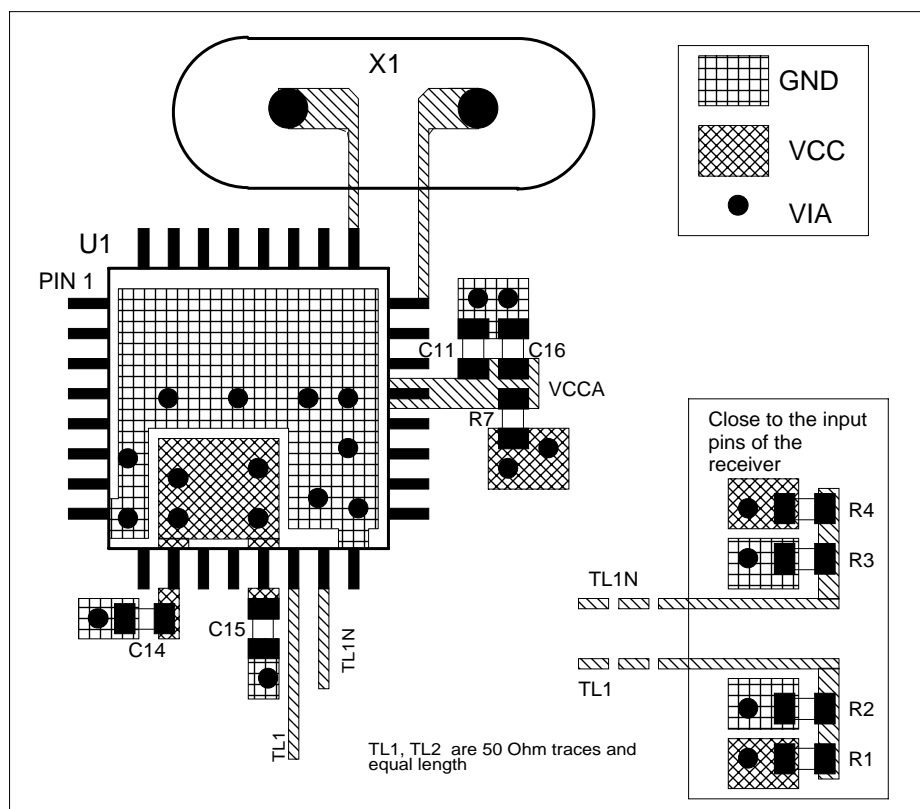 X1
GND
VCC
VIA
U1
PIN 1
C11
C16
VCCA
R7
Close to the input
pins of the
receiver
R4
R3
TL1N
C14
C15
TL1N
TL1
TL1
R2
R1
TL1, TL2 are 50 Ohm traces and
equal length